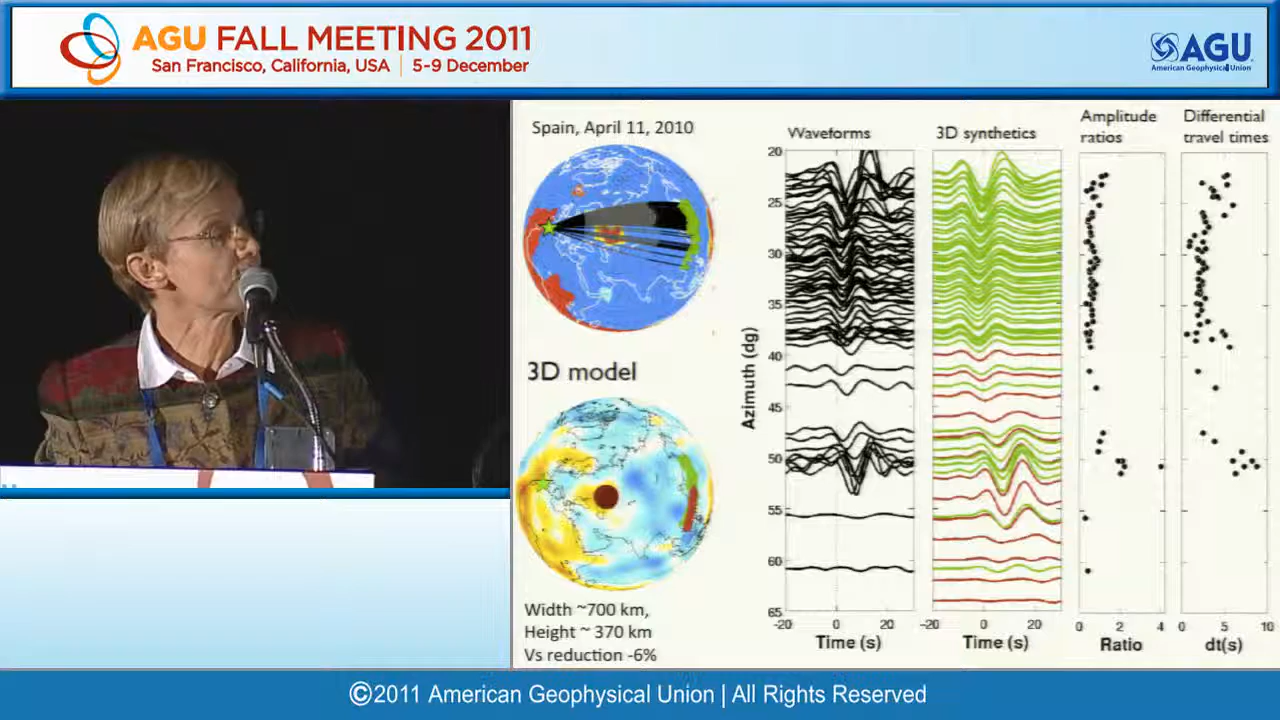 AGU FALL MEETING 2011
San Francisco, California, USA | 5-9 December
AGU
American Geophysical Union
Spain, April 11, 2010
3D model
Width ~700 km,
Height ~ 370 km
Vs reduction -6%
Waveforms
3D synthetics
Amplitude
ratios
Differential
travel times
Azimuth (dg)
20
25
30
35
40
45
50
55
60
65
-20 0 20
Time (s)
-20 0 20
Time (s)
0 2 4
Ratio
0 5 10
dt(s)
©2011 American Geophysical Union | All Rights Reserved